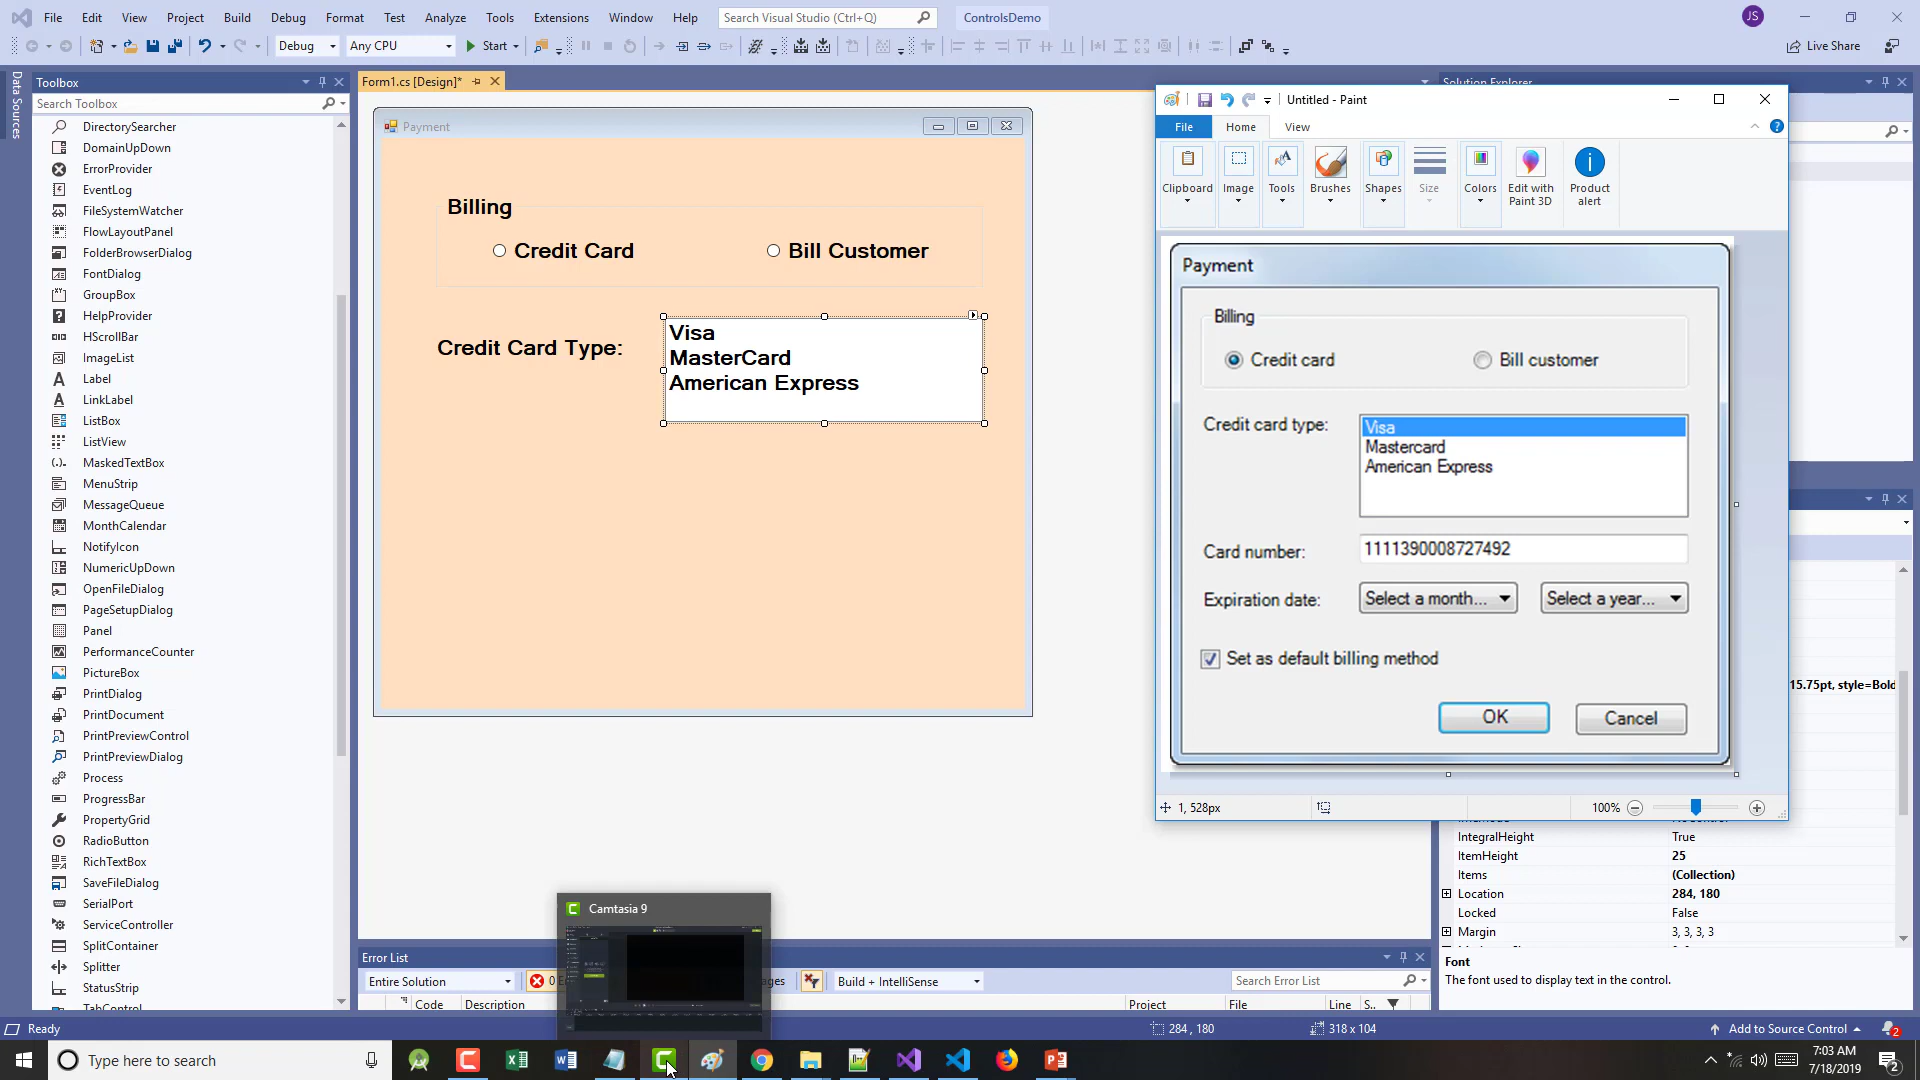 File Edit View Project Build Debug Format Test Analyze Tools Extensions Window Help Search Visual Studio (Ctrl+Q) ControlsDemo JS
Debug Any CPU Start Live Share
Data Sources
Toolbox
Search Toolbox
DirectorySearcher
DomainUpDown
ErrorProvider
EventLog
FileSystemWatcher
FlowLayoutPanel
FolderBrowserDialog
FontDialog
GroupBox
HelpProvider
HScrollBar
ImageList
Label
LinkLabel
ListBox
ListView
MaskedTextBox
MenuStrip
MessageQueue
MonthCalendar
NotifyIcon
NumericUpDown
OpenFileDialog
PageSetupDialog
Panel
PerformanceCounter
PictureBox
PrintDialog
PrintDocument
PrintPreviewControl
PrintPreviewDialog
Process
ProgressBar
PropertyGrid
RadioButton
RichTextBox
SaveFileDialog
SerialPort
ServiceController
SplitContainer
Splitter
StatusStrip
TabControl
Form1.cs [Design]*
Payment
Billing
Credit Card Bill Customer
Credit Card Type:
Visa
MasterCard
American Express
Solution Explorer
Untitled - Paint
File Home View
Clipboard Image Tools Brushes Shapes Size Colors Edit with Paint 3D Product alert
Payment
Billing
Credit card Bill customer
Credit card type:
Visa
Mastercard
American Express
Card number: 1111390008727492
Expiration date: Select a month... Select a year...
Set as default billing method
OK Cancel
1, 528px 100%
15.75pt, style=Bold
IntegralHeight True
ItemHeight 25
Items (Collection)
Location 284, 180
Locked False
Margin 3, 3, 3, 3
Font
The font used to display text in the control.
Camtasia 9
Error List
Entire Solution 0 Build + IntelliSense Search Error List
Code Description Project File Line S..
Ready 284 , 180 318 x 104 Add to Source Control 2
Type here to search 7:03 AM
7/18/2019 2